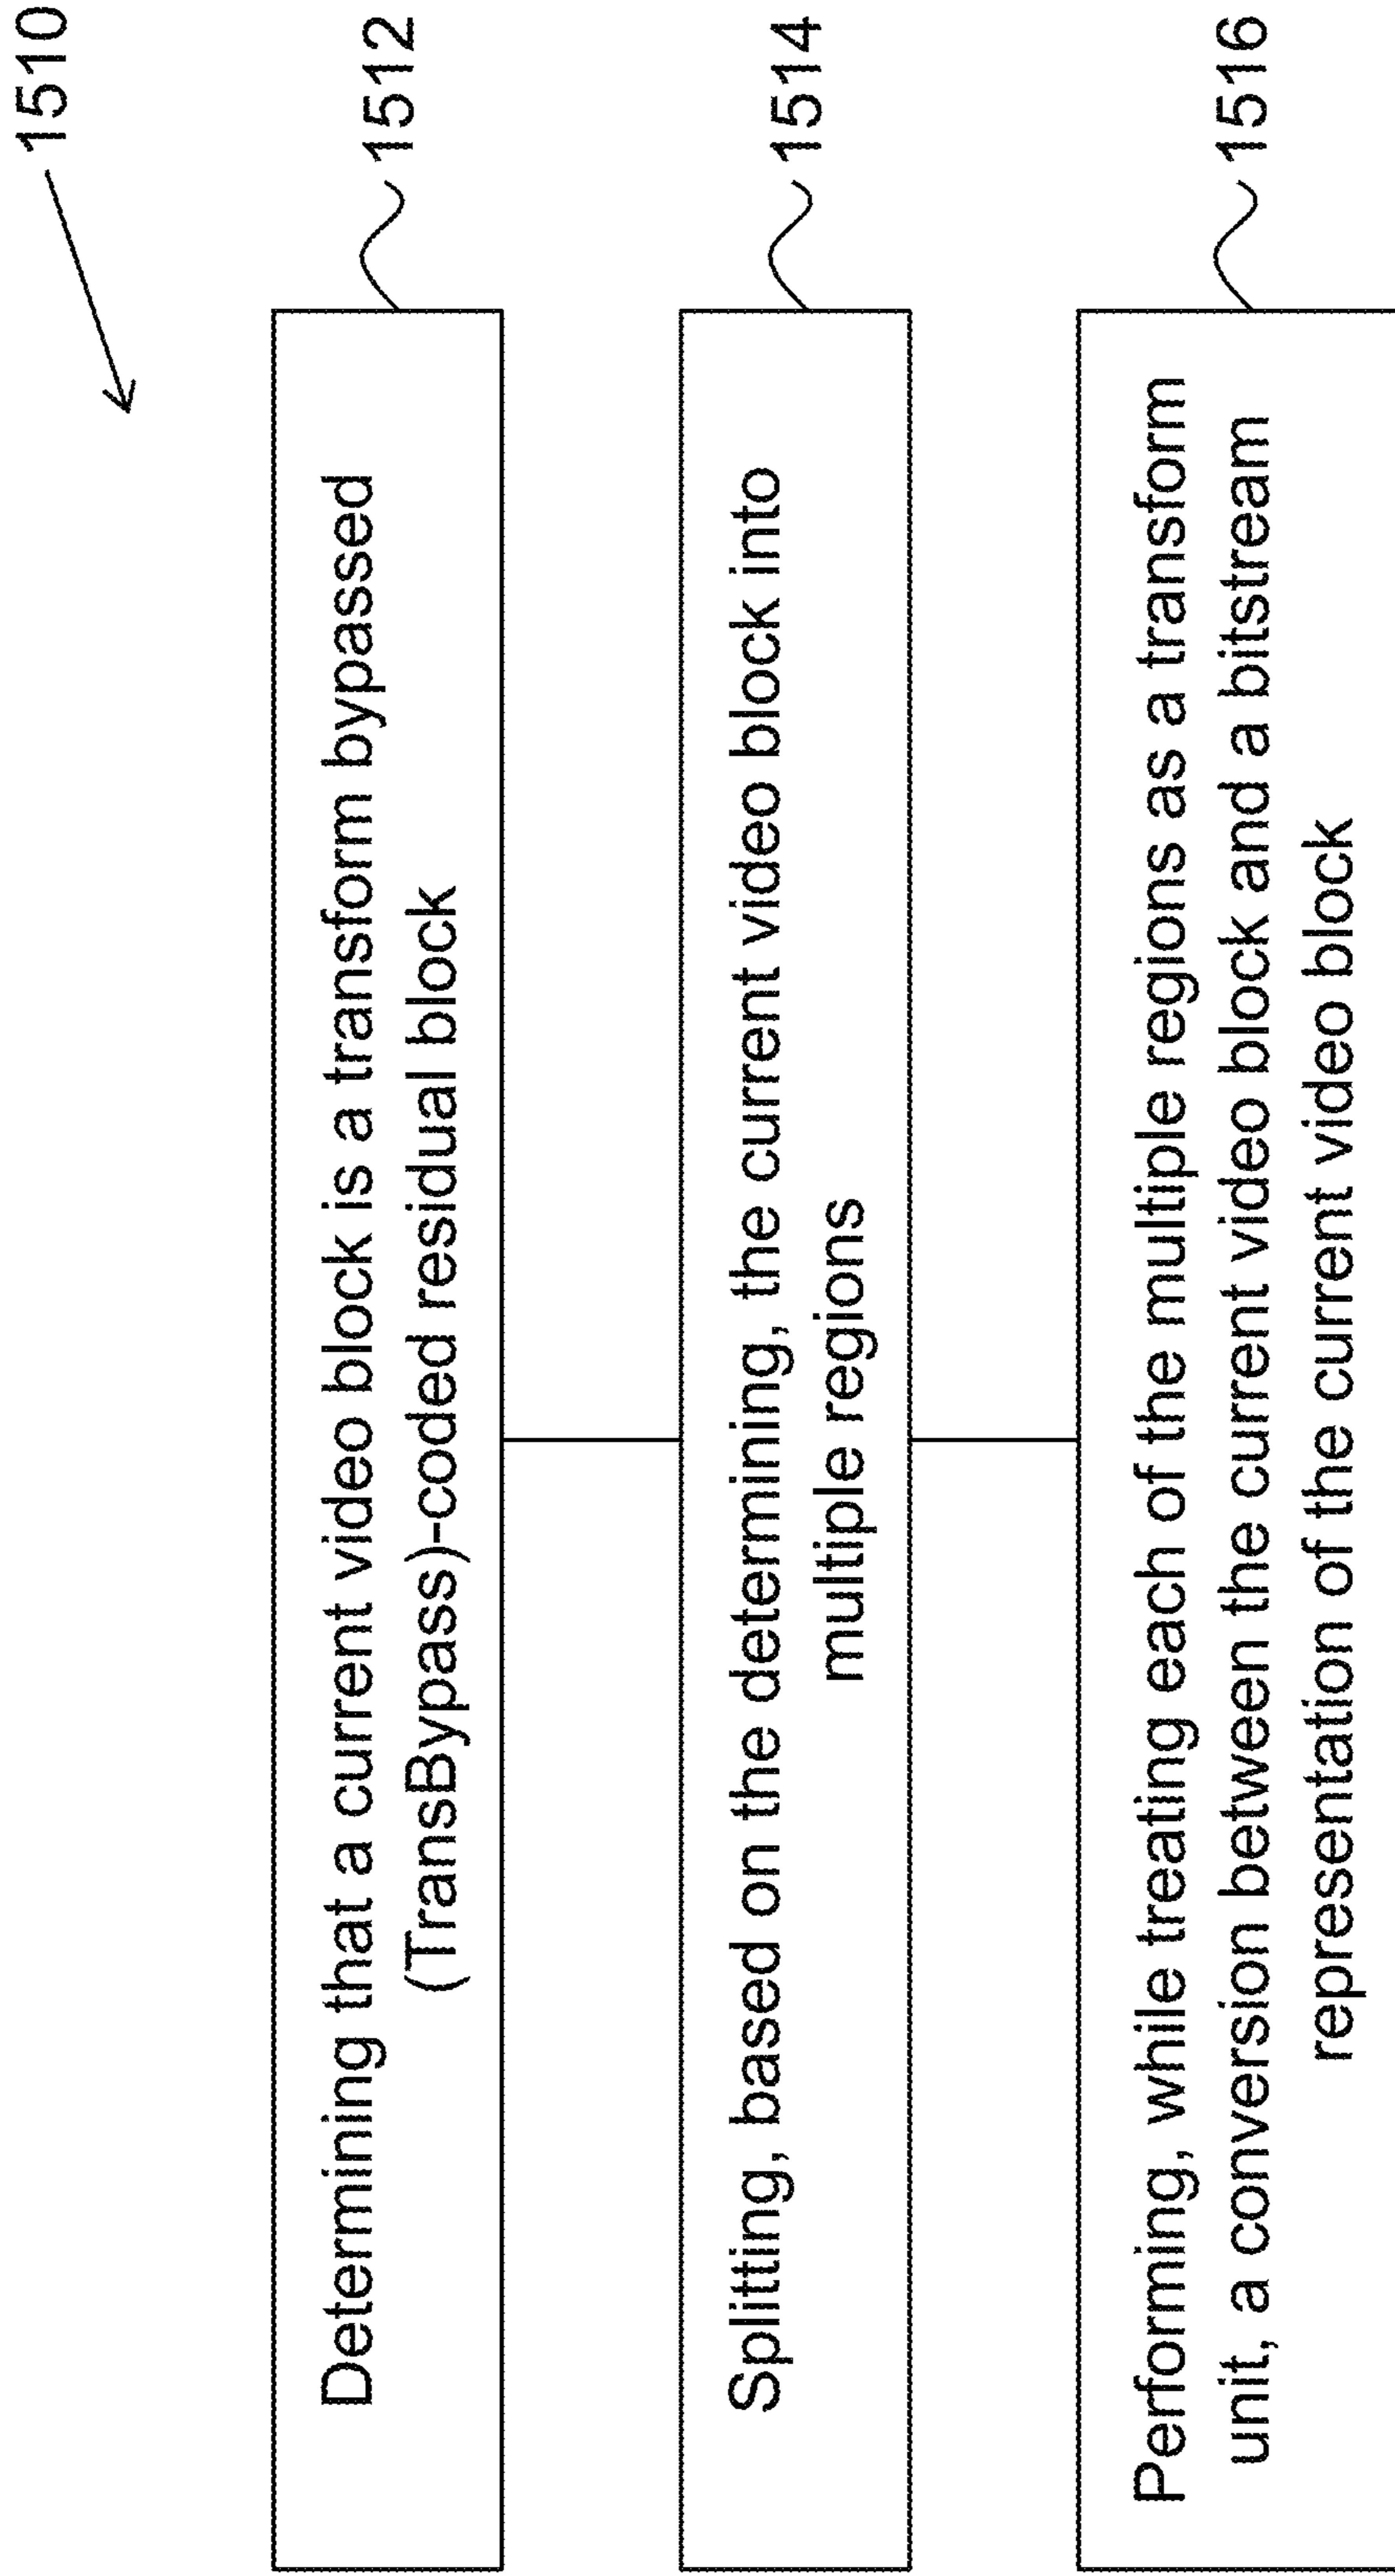 1510
Determining that a current video block is a transform bypassed
(TransBypass)-coded residual block
1512
Splitting, based on the determining, the current video block into
multiple regions
1514
Performing, while treating each of the multiple regions as a transform
unit, a conversion between the current video block and a bitstream
representation of the current video block
1516